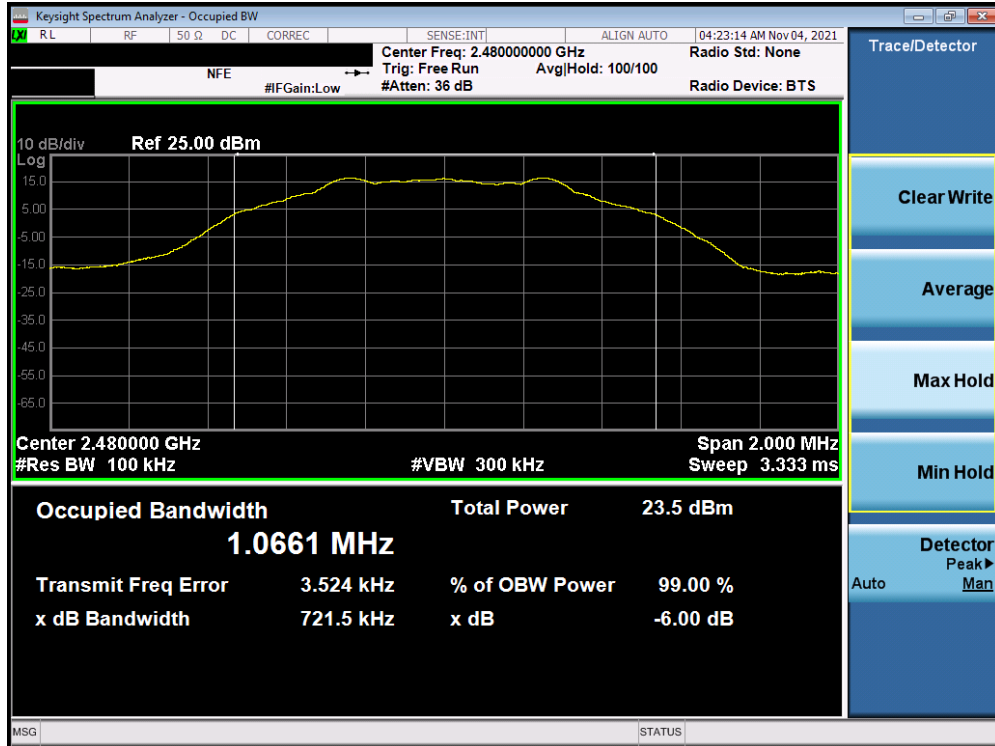 Keysight Spectrum Analyzer - Occupied BW
LXI RL RF 50 Ω DC CORREC SENSE:INT ALIGN AUTO 04:23:14 AM Nov 04, 2021
Center Freq: 2.480000000 GHz Radio Std: None
NFE Trig: Free Run Avg|Hold: 100/100
#IFGain:Low #Atten: 36 dB Radio Device: BTS
Trace/Detector
10 dB/div Ref 25.00 dBm
Log
15.0
5.00
-5.00
-15.0
-25.0
-35.0
-45.0
-55.0
-65.0
Center 2.480000 GHz Span 2.000 MHz
#Res BW 100 kHz #VBW 300 kHz Sweep 3.333 ms
Occupied Bandwidth Total Power 23.5 dBm
1.0661 MHz
Transmit Freq Error 3.524 kHz % of OBW Power 99.00 %
x dB Bandwidth 721.5 kHz x dB -6.00 dB
Clear Write
Average
Max Hold
Min Hold
Detector
Peak▶
Auto Man
MSG STATUS